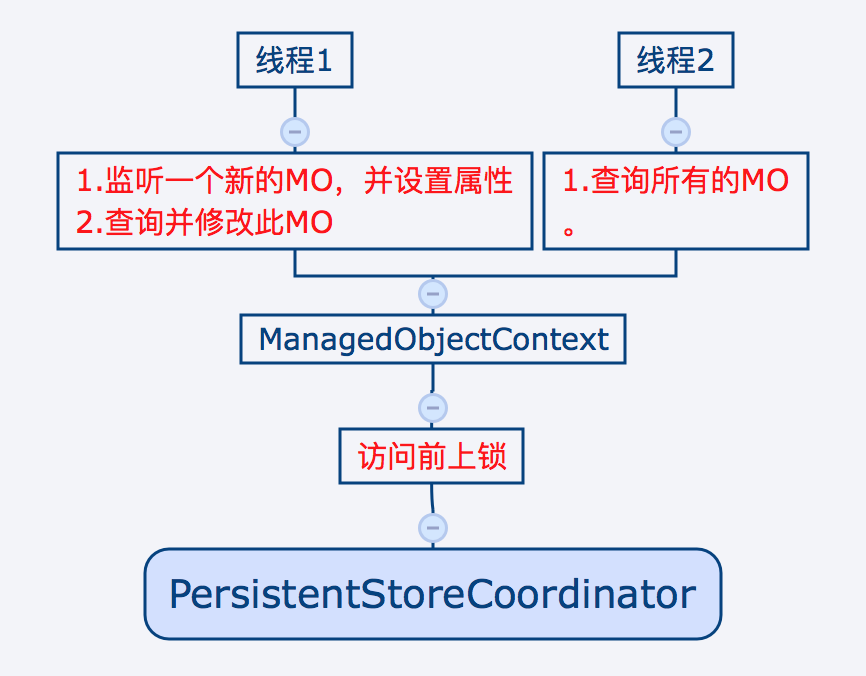 线程1
线程2
1.监听一个新的MO，并设置属性
2.查询并修改此MO
1.查询所有的MO
。
ManagedObjectContext
访问前上锁
PersistentStoreCoordinator